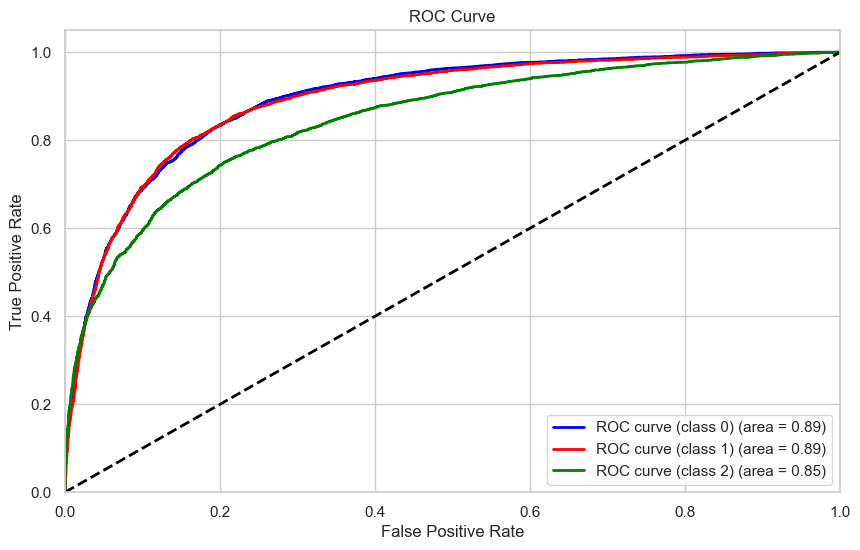 ROC Curve
1.0
0.8
0.6
0.4
0.2
0.0
True Positive Rate
0.0 0.2 0.4 0.6 0.8 1.0
False Positive Rate
ROC curve (class 0) (area = 0.89)
ROC curve (class 1) (area = 0.89)
ROC curve (class 2) (area = 0.85)